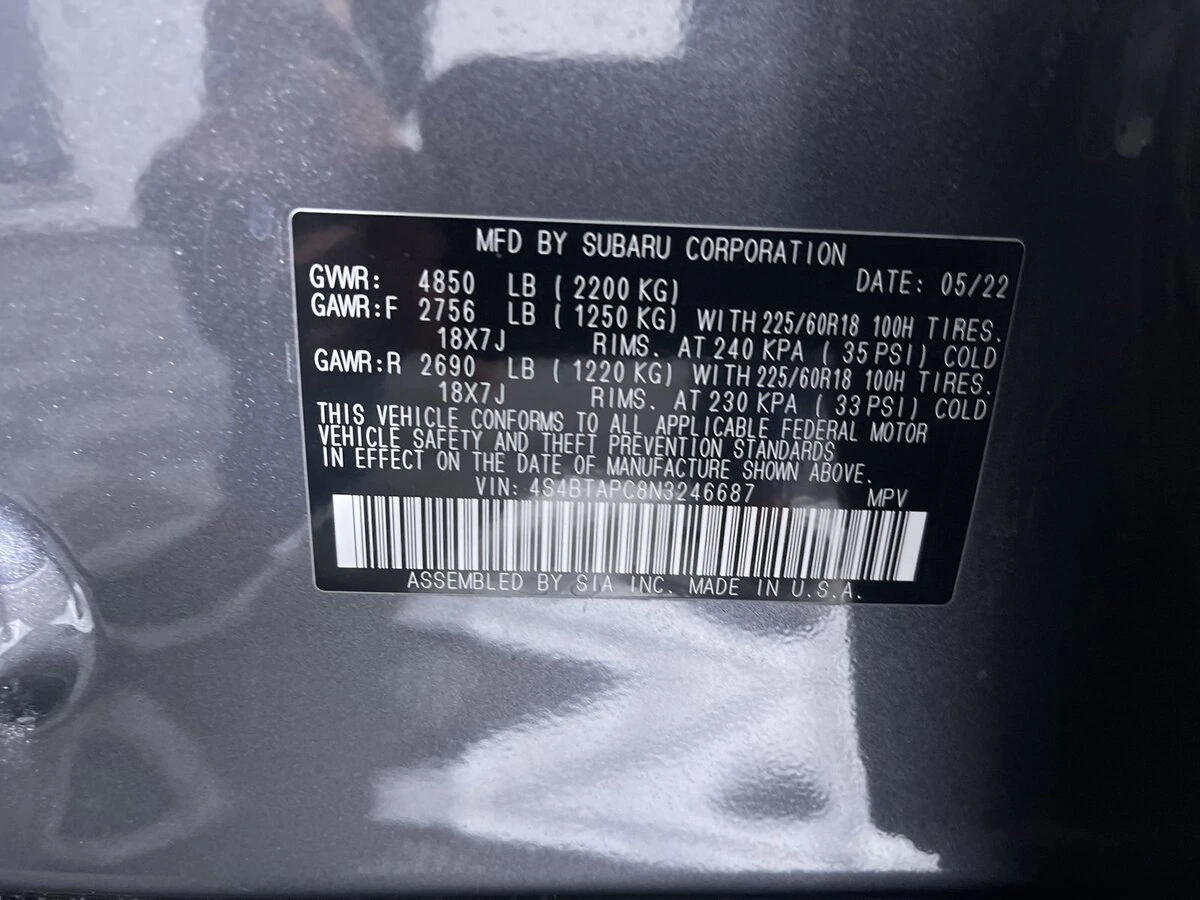 MFD BY SUBARU CORPORATION
GVWR: 4850 LB ( 2200 KG) DATE: 05/22
GAWR:F 2756 LB ( 1250 KG) WITH 225/60R18 100H TIRES.
18X7J RIMS. AT 240 KPA ( 35 PSI) COLD
GAWR:R 2690 LB ( 1220 KG) WITH 225/60R18 100H TIRES.
18X7J RIMS. AT 230 KPA ( 33 PSI) COLD
THIS VEHICLE CONFORMS TO ALL APPLICABLE FEDERAL MOTOR
VEHICLE SAFETY AND THEFT PREVENTION STANDARDS
IN EFFECT ON THE DATE OF MANUFACTURE SHOWN ABOVE.
VIN: 4S4BTAPC8N3246687 MPV
ASSEMBLED BY SIA INC. MADE IN U.S.A.